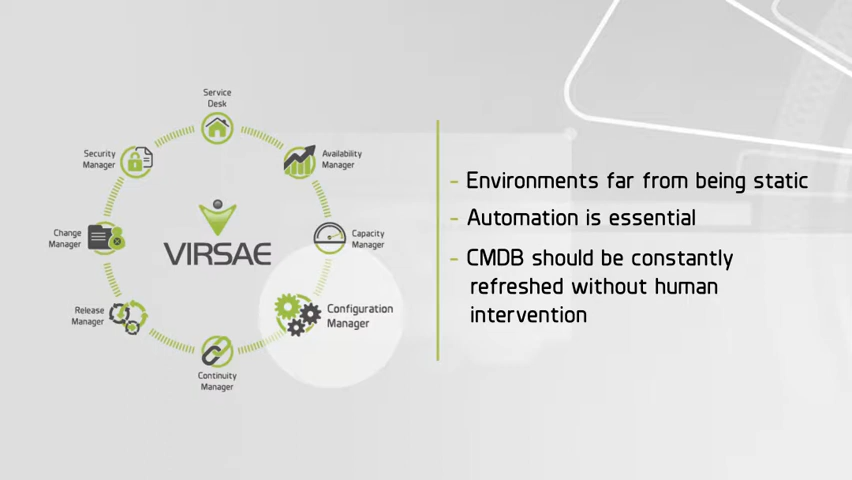 Service
Desk
Security
Manager
Availability
Manager
Change
Manager
VIRSAE
Capacity
Manager
Release
Manager
Configuration
Manager
Continuity
Manager
- Environments far from being static
- Automation is essential
- CMDB should be constantly
refreshed without human
intervention